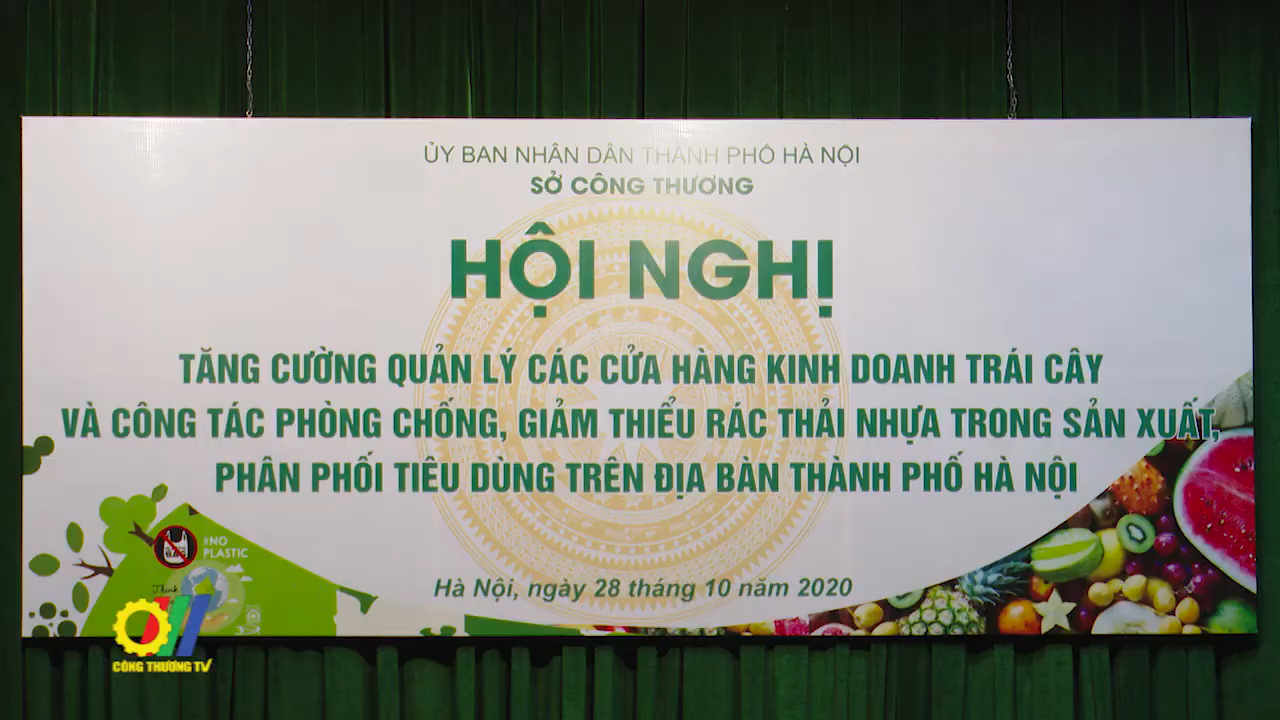 ỦY BAN NHÂN DÂN THÀNH PHỐ HÀ NỘI
SỞ CÔNG THƯƠNG
HỘI NGHỊ
TĂNG CƯỜNG QUẢN LÝ CÁC CỬA HÀNG KINH DOANH TRÁI CÂY
VÀ CÔNG TÁC PHÒNG CHỐNG, GIẢM THIỂU RÁC THẢI NHỰA TRONG SẢN XUẤT,
PHÂN PHỐI TIÊU DÙNG TRÊN ĐỊA BÀN THÀNH PHỐ HÀ NỘI
#NO
PLASTIC
Think
Hà Nội, ngày 28 tháng 10 năm 2020
CÔNG THƯƠNG TV